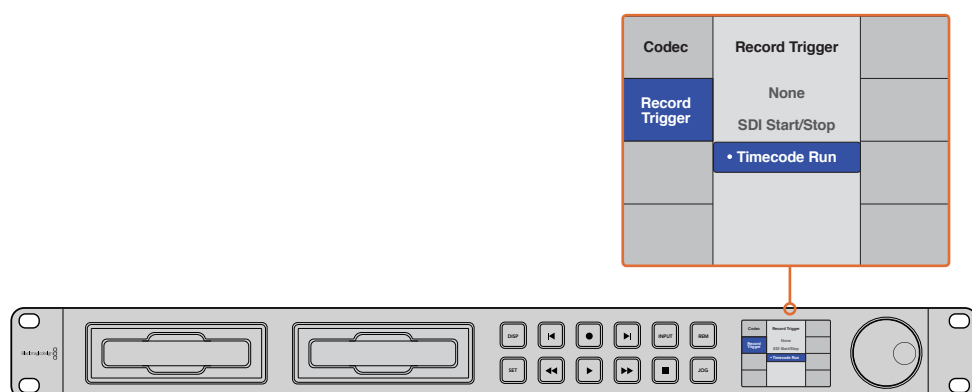 Codec
Record Trigger
None
Record
Trigger
SDI Start/Stop
• Timecode Run
Blackmagicdesign
DISP
INPUT
REM
SET
JOG
Codec
Record Trigger
None
Record
Trigger
SDI Start/Stop
• Timecode Run